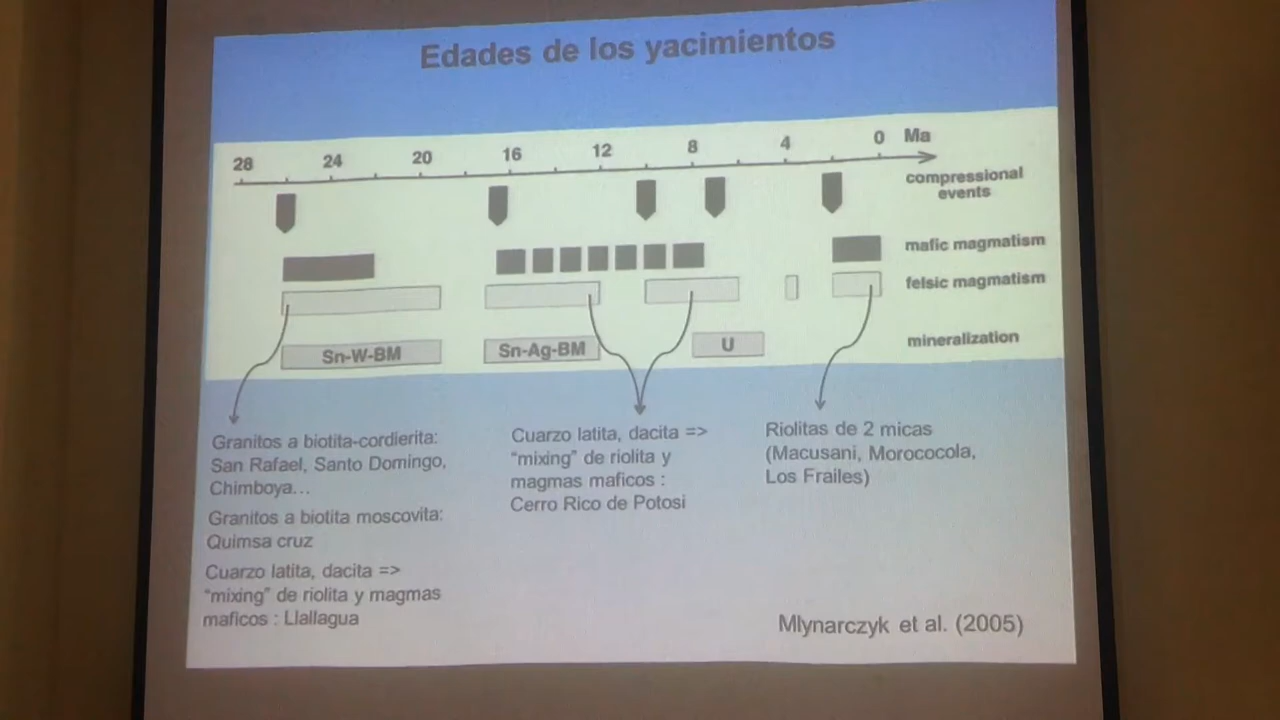 Edades de los yacimientos
28 24 20 16 12 8 4 0 Ma
compressional
events
mafic magmatism
felsic magmatism
mineralization
Sn-W-BM
Sn-Ag-BM
U
Granitos a biotita-cordierita:
San Rafael, Santo Domingo,
Chimboya...
Granitos a biotita moscovita:
Quimsa cruz
Cuarzo latita, dacita =>
"mixing" de riolita y magmas
maficos : Llallagua
Cuarzo latita, dacita =>
"mixing" de riolita y
magmas maficos :
Cerro Rico de Potosi
Riolitas de 2 micas
(Macusani, Morococola,
Los Frailes)
Mlynarczyk et al. (2005)